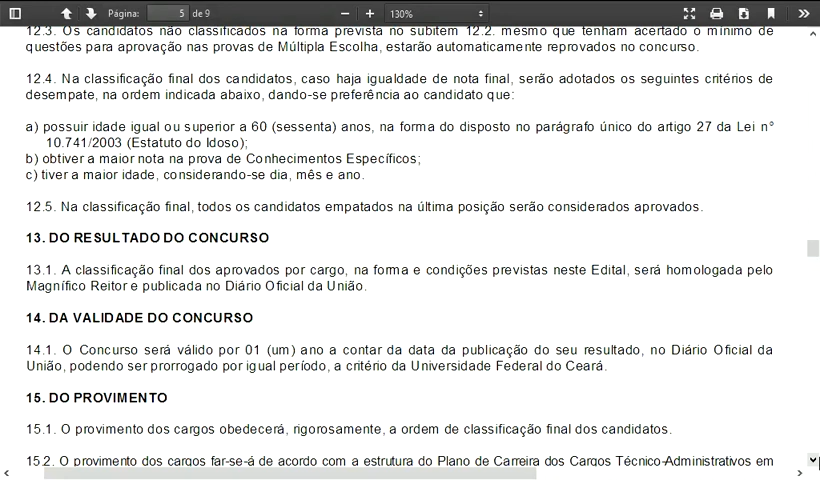 Página: 5 de 9 130%
12.3. Os candidatos não classificados na forma prevista no subitem 12.2. mesmo que tenham acertado o mínimo de
questões para aprovação nas provas de Múltipla Escolha, estarão automaticamente reprovados no concurso.
12.4. Na classificação final dos candidatos, caso haja igualdade de nota final, serão adotados os seguintes critérios de
desempate, na ordem indicada abaixo, dando-se preferência ao candidato que:
a) possuir idade igual ou superior a 60 (sessenta) anos, na forma do disposto no parágrafo único do artigo 27 da Lei nº
10.741/2003 (Estatuto do Idoso);
b) obtiver a maior nota na prova de Conhecimentos Específicos;
c) tiver a maior idade, considerando-se dia, mês e ano.
12.5. Na classificação final, todos os candidatos empatados na última posição serão considerados aprovados.
13. DO RESULTADO DO CONCURSO
13.1. A classificação final dos aprovados por cargo, na forma e condições previstas neste Edital, será homologada pelo
Magnífico Reitor e publicada no Diário Oficial da União.
14. DA VALIDADE DO CONCURSO
14.1. O Concurso será válido por 01 (um) ano a contar da data da publicação do seu resultado, no Diário Oficial da
União, podendo ser prorrogado por igual período, a critério da Universidade Federal do Ceará.
15. DO PROVIMENTO
15.1. O provimento dos cargos obedecerá, rigorosamente, a ordem de classificação final dos candidatos.
15.2. O provimento dos cargos far-se-á de acordo com a estrutura do Plano de Carreira dos Cargos Técnico-Administrativos em